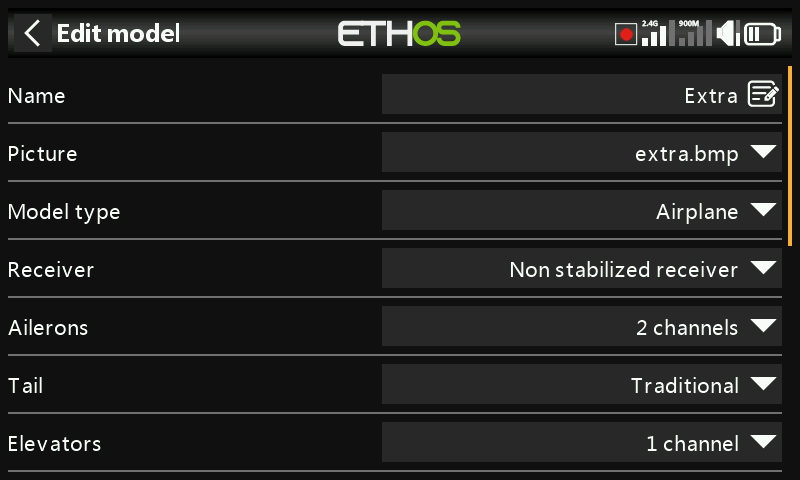 Edit model
ETHOS
2.4G
900M
Name
Extra
Picture
extra.bmp
Model type
Airplane
Receiver
Non stabilized receiver
Ailerons
2 channels
Tail
Traditional
Elevators
1 channel